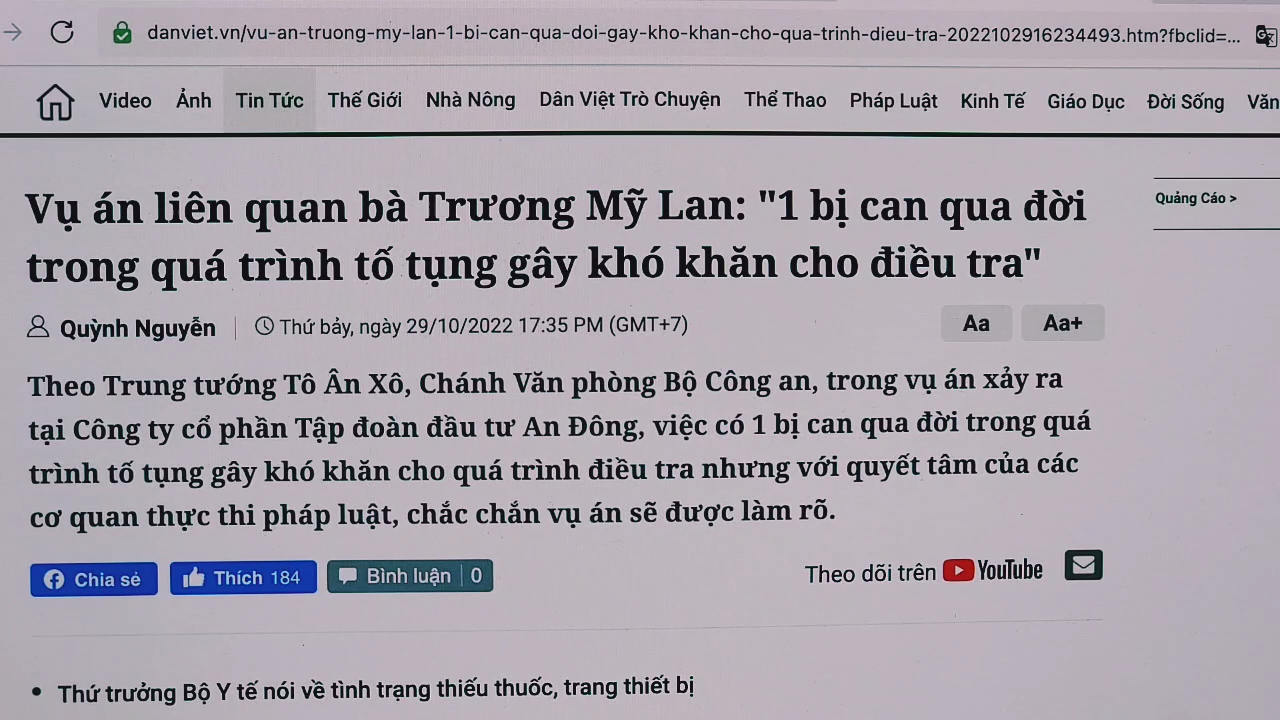 danviet.vn/vu-an-truong-my-lan-1-bi-can-qua-doi-gay-kho-khan-cho-qua-trinh-dieu-tra-2022102916234493.htm?fbclid=...
Video Ảnh Tin Tức Thế Giới Nhà Nông Dân Việt Trò Chuyện Thể Thao Pháp Luật Kinh Tế Giáo Dục Đời Sống Văn
Vụ án liên quan bà Trương Mỹ Lan: "1 bị can qua đời
trong quá trình tố tụng gây khó khăn cho điều tra"
Quảng Cáo >
Quỳnh Nguyễn Thứ bảy, ngày 29/10/2022 17:35 PM (GMT+7) Aa Aa+
Theo Trung tướng Tô Ân Xô, Chánh Văn phòng Bộ Công an, trong vụ án xảy ra
tại Công ty cổ phần Tập đoàn đầu tư An Đông, việc có 1 bị can qua đời trong quá
trình tố tụng gây khó khăn cho quá trình điều tra nhưng với quyết tâm của các
cơ quan thực thi pháp luật, chắc chắn vụ án sẽ được làm rõ.
Chia sẻ Thích 184 Bình luận 0 Theo dõi trên YouTube
• Thứ trưởng Bộ Y tế nói về tình trạng thiếu thuốc, trang thiết bị